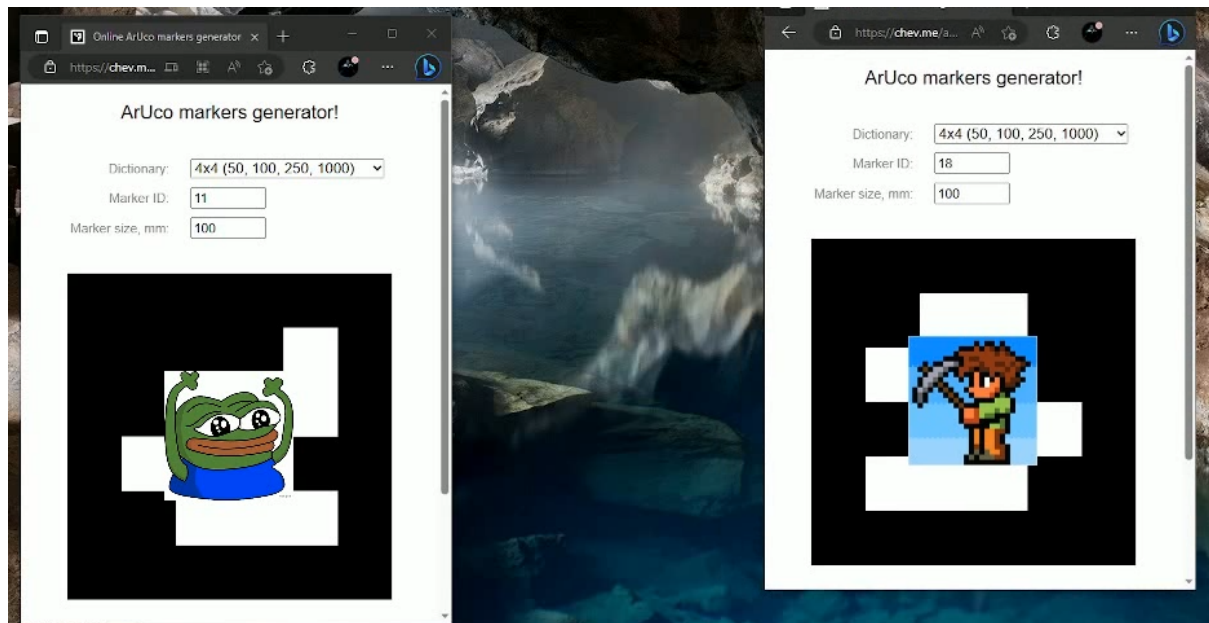 Online ArUco markers generator
https://chev.m...
ArUco markers generator!
Dictionary: 4x4 (50, 100, 250, 1000)
Marker ID: 11
Marker size, mm: 100
https://chev.me/a...
ArUco markers generator!
Dictionary: 4x4 (50, 100, 250, 1000)
Marker ID: 18
Marker size, mm: 100